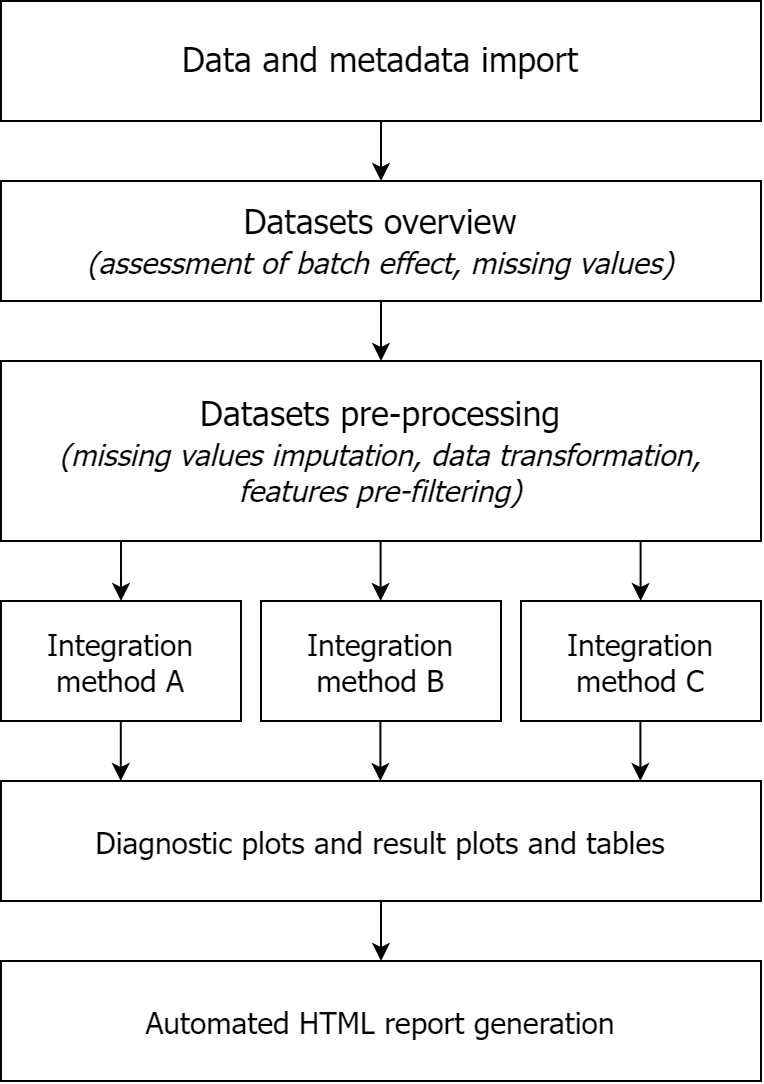 Data and metadata import
Datasets overview
(assessment of batch effect, missing values)
Datasets pre-processing
(missing values imputation, data transformation,
features pre-filtering)
Integration
method A
Integration
method B
Integration
method C
Diagnostic plots and result plots and tables
Automated HTML report generation